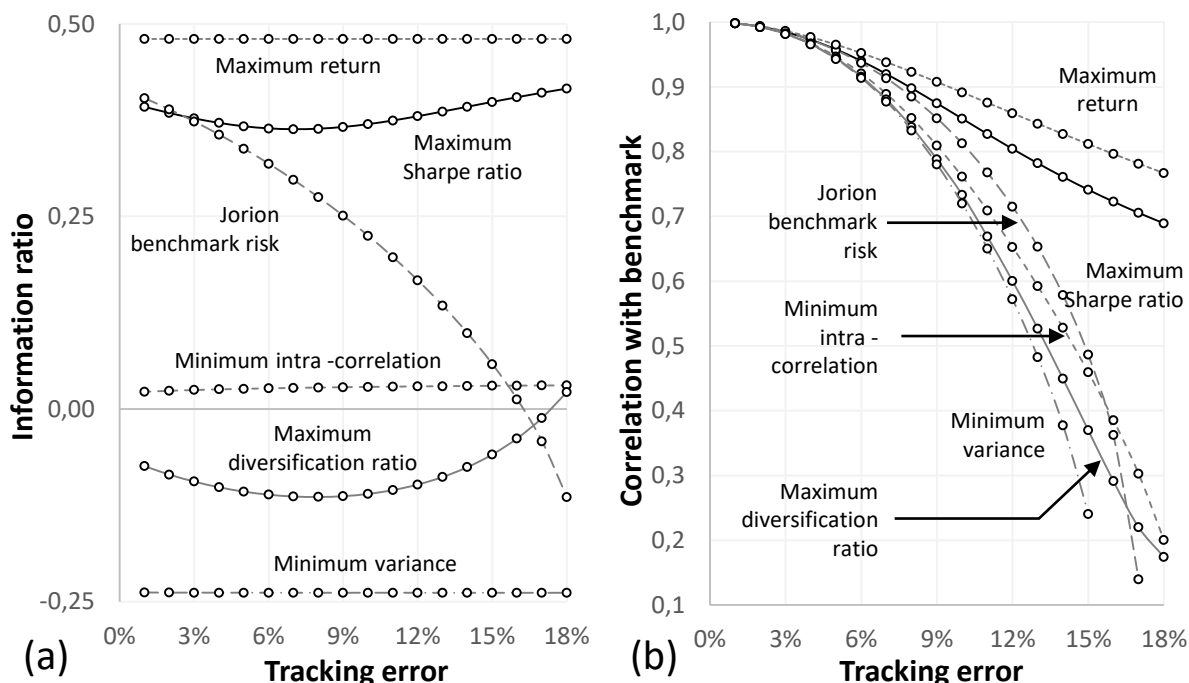 0,50
0,25
0,00
-0,25
Information ratio
Maximum return
Maximum
Sharpe ratio
Jorion
benchmark risk
Minimum intra -correlation
Maximum
diversification ratio
Minimum variance
0% 3% 6% 9% 12% 15% 18%
Tracking error
(a)
1,0
0,9
0,8
0,7
0,6
0,5
0,4
0,3
0,2
0,1
Correlation with benchmark
Maximum
return
Jorion
benchmark
risk
Maximum
Sharpe ratio
Minimum
intra -
correlation
Minimum
variance
Maximum
diversification
ratio
0% 3% 6% 9% 12% 15% 18%
Tracking error
(b)